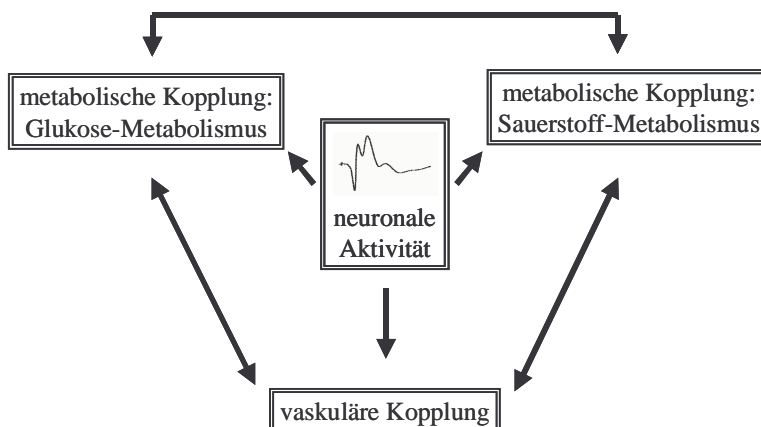 metabolische Kopplung:
Glukose-Metabolismus
metabolische Kopplung:
Sauerstoff-Metabolismus
neuronale
Aktivität
vaskuläre Kopplung